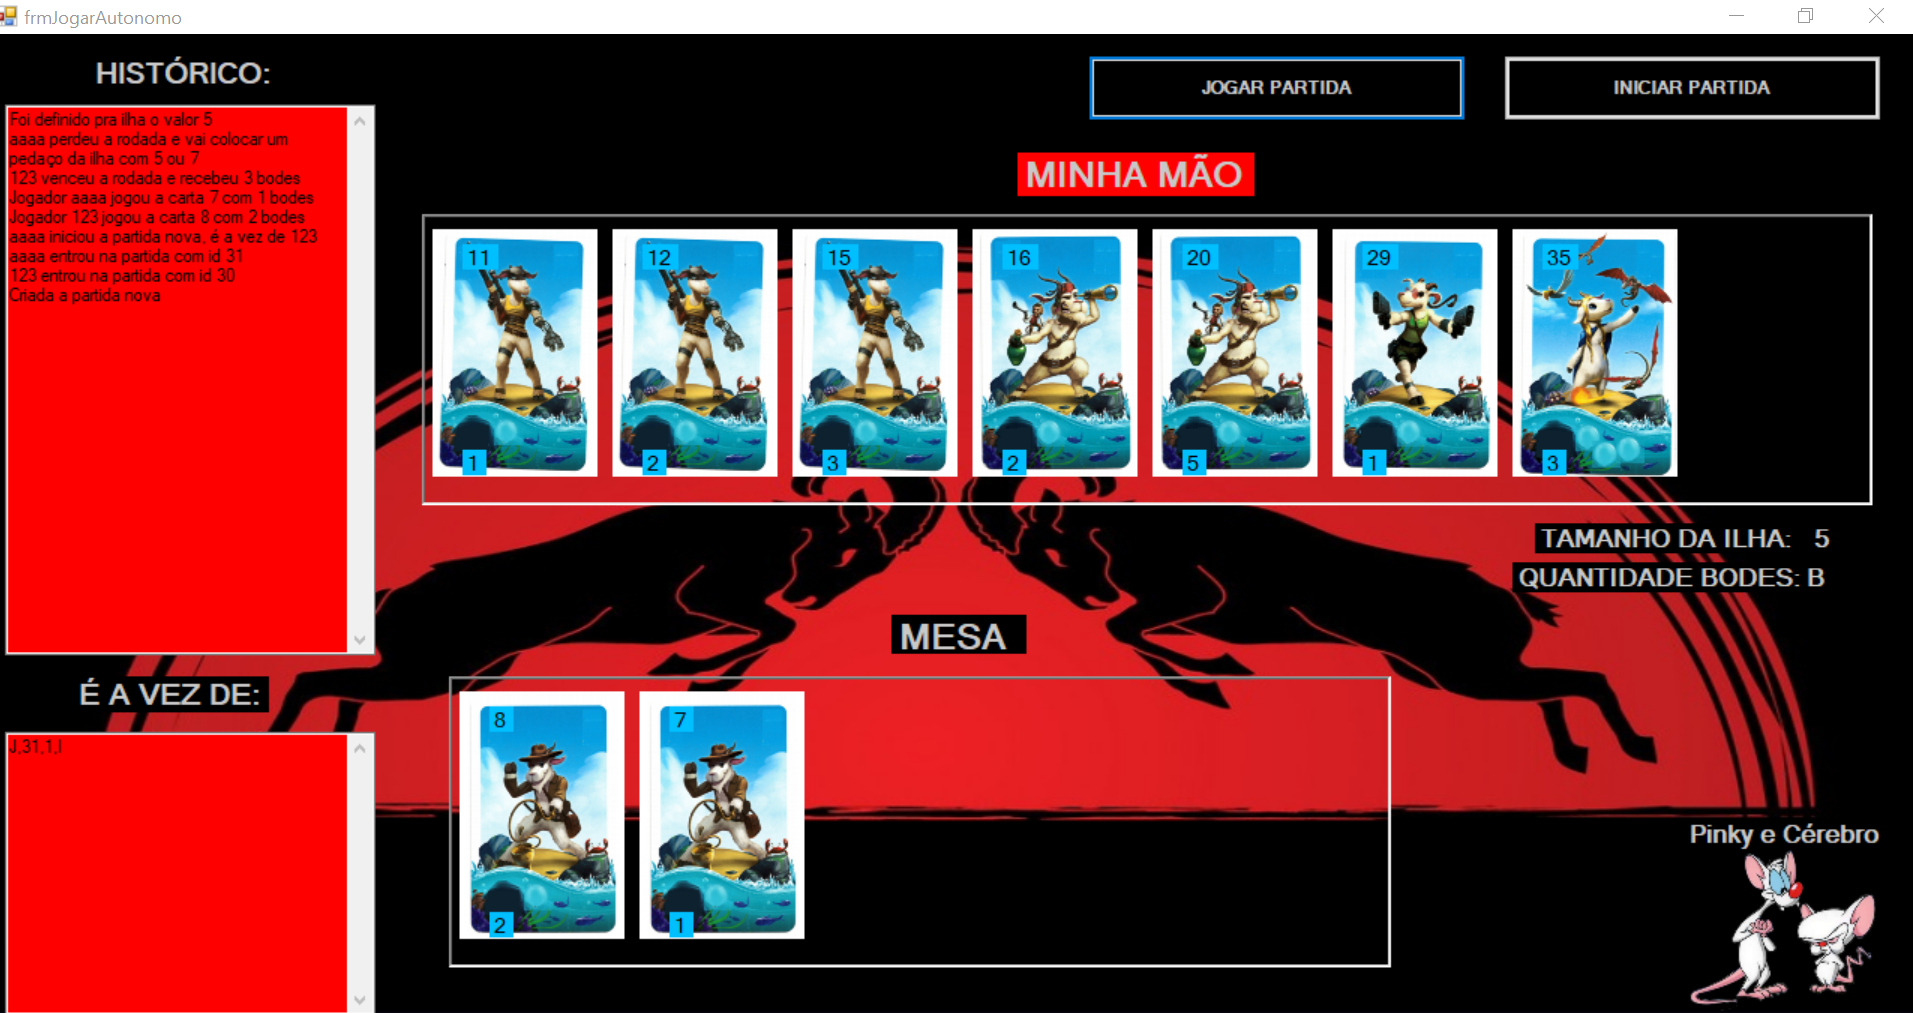 frmJogarAutonomo
HISTÓRICO:
JOGAR PARTIDA
INICIAR PARTIDA
Foi definido pra ilha o valor 5
aaaa perdeu a rodada e vai colocar um
pedaço da ilha com 5 ou 7
123 venceu a rodada e recebeu 3 bodes
Jogador aaaa jogou a carta 7 com 1 bodes
Jogador 123 jogou a carta 8 com 2 bodes
aaaa iniciou a partida nova, é a vez de 123
aaaa entrou na partida com id 31
123 entrou na partida com id 30
Criada a partida nova
MINHA MÃO
11 12 15 16 20 29 35
1 2 3 2 5 1 3
TAMANHO DA ILHA: 5
QUANTIDADE BODES: B
MESA
É A VEZ DE:
J,31,1,I
8 7
2 1
Pinky e Cérebro